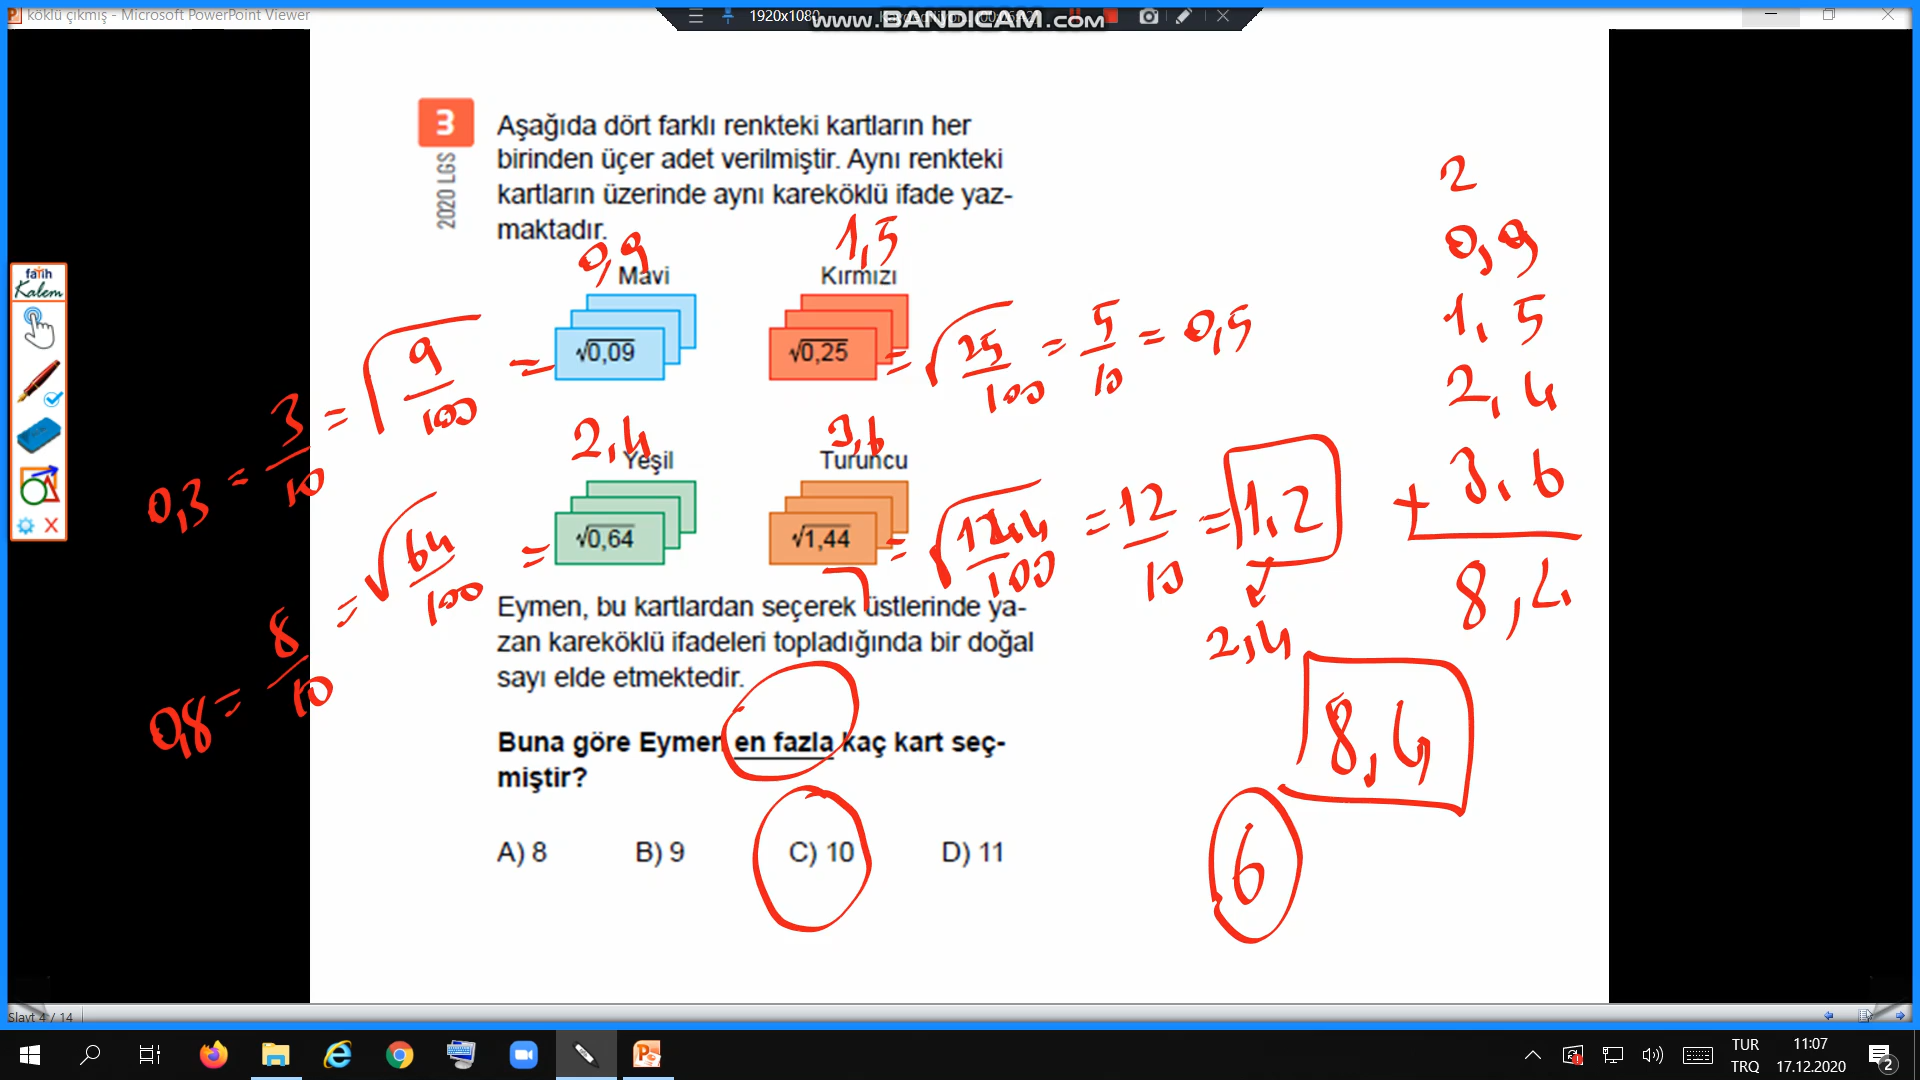 köklü çıkmış - Microsoft PowerPoint Viewer
1920x1080
www.BANDICAM.com
3
2020 LGS
Aşağıda dört farklı renkteki kartların her
birinden üçer adet verilmiştir. Aynı renkteki
kartların üzerinde aynı kareköklü ifade yaz-
maktadır.
0,9
1,5
Mavi
Kırmızı
√0,09
√0,25
0,3 = 3/10 = √9/100 =
= √25/100 = 5/10 = 0,5
2,4
3,6
Yeşil
Turuncu
√0,64
√1,44
0,8 = 8/10 = √64/100 =
= √144/100 = 12/10 = 1,2
2,4
Eymen, bu kartlardan seçerek üstlerinde ya-
zan kareköklü ifadeleri topladığında bir doğal
sayı elde etmektedir.
Buna göre Eymen en fazla kaç kart seç-
miştir?
A) 8
B) 9
C) 10
D) 11
2
0,9
1,5
2,4
+ 3,6
8,4
8,4
6
fatih
Kalem
Slayt 4 / 14
TUR
TRQ
11:07
17.12.2020
2